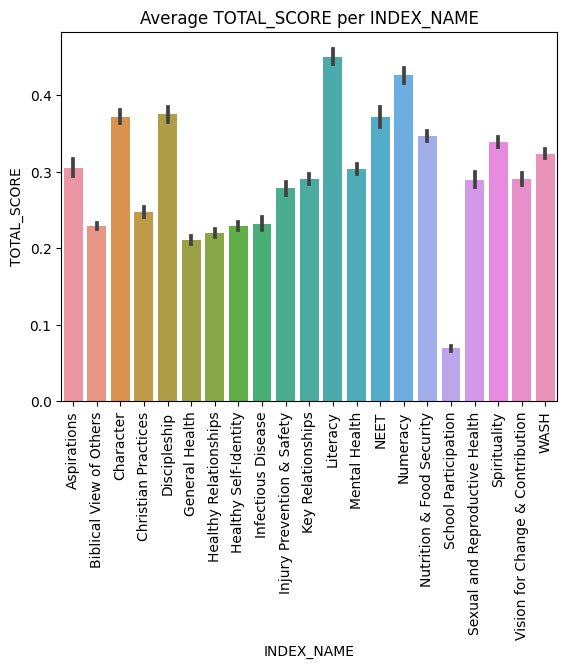 Average TOTAL_SCORE per INDEX_NAME
TOTAL_SCORE
0.4
0.3
0.2
0.1
0.0
Aspirations
Biblical View of Others
Character
Christian Practices
Discipleship
General Health
Healthy Relationships
Healthy Self-Identity
Infectious Disease
Injury Prevention & Safety
Key Relationships
Literacy
Mental Health
NEET
Numeracy
Nutrition & Food Security
School Participation
Sexual and Reproductive Health
Spirituality
Vision for Change & Contribution
WASH
INDEX_NAME